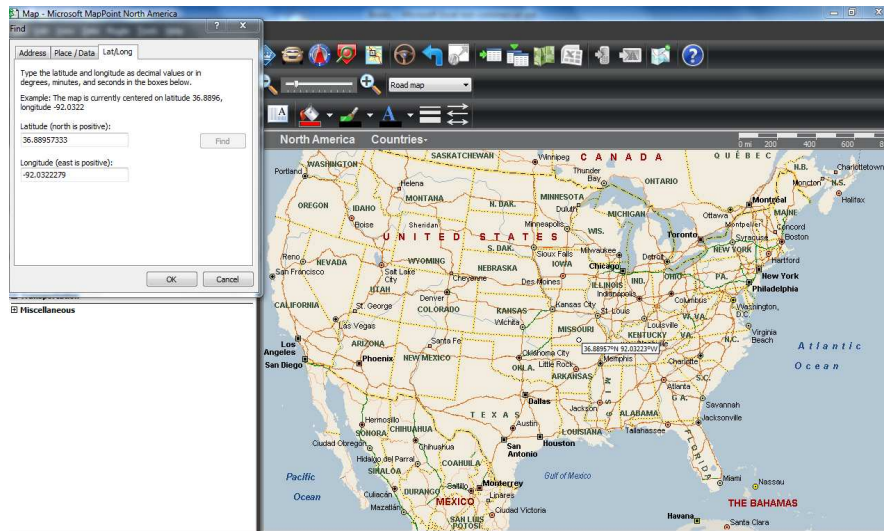 Map - Microsoft MapPoint North America
Find
Address
Place / Data
Lat/Long
Type the latitude and longitude as decimal values or in
degrees, minutes, and seconds in the boxes below.
Example: The map is currently centered on latitude 36.8896,
longitude -92.0322
Latitude (north is positive):
36.88957333
Find
Longitude (east is positive):
-92.0322279
OK
Cancel
Miscellaneous
Road map
North America
Countries-
0 mi
200
400
600
SASKATCHEWAN
Winnipeg
CANADA
QUÉBEC
WASHINGTON
Portland
Thunder
Bay
ONTARIO
N.B.
Charlottetown
Helena
MONTANA
N. DAK.
MINNESOTA
Duluth
Moncton
N.S.
Halifax
OREGON
IDAHO
Boise
Sheridan
Minneapolis
WIS.
MICHIGAN
Ottawa
Montréal
MAINE
Montpelier
Concord
UNITED STATES
S. DAK.
Sioux Falls
Milwaukee
Toronto
Syracuse
Boston
NEW YORK
Reno
NEVADA
WYOMING
NEBRASKA
IOWA
Chicago
Detroit
Hartford
San Francisco
Salt Lake
City
Cheyenne
Des Moines
ILLINOIS
IND.
OHIO
PA.
New York
UTAH
Indianapolis
Philadelphia
CALIFORNIA
St. George
Denver
COLORADO
KANSAS
Kansas City
St. Louis
Columbus
W. VA.
Washington,
D.C.
Las Vegas
Wichita
MISSOURI
Louisville
KENTUCKY
VA.
Virginia
Beach
Los
Angeles
ARIZONA
Santa Fe
36.88957°N 92.03223°W
N.C.
Atlantic
Ocean
San Diego
Phoenix
NEW MEXICO
Oklahoma City
OKLA.
Little Rock
ARKANSAS
Memphis
Charlotte
Atlanta
S.C.
Dallas
MISS.
Jackson
ALABAMA
GA.
Savannah
TEXAS
Austin
LOUISIANA
Tallahassee
Jacksonville
Hermosillo
SONORA
CHIHUAHUA
Chihuahua
San
Antonio
Houston
FLORIDA
Ciudad Obregón
Hidalgo del Parral
COAHUILA
Gulf of Mexico
Pacific
Ocean
SINALOA
Culiacán
DURANGO
Saltillo
Monterrey
Linares
Miami
Nassau
Mazatlán
MÉXICO
Ciudad Victoria
THE BAHAMAS
SAN LUIS
POTOSÍ
Havana
Santa Clara